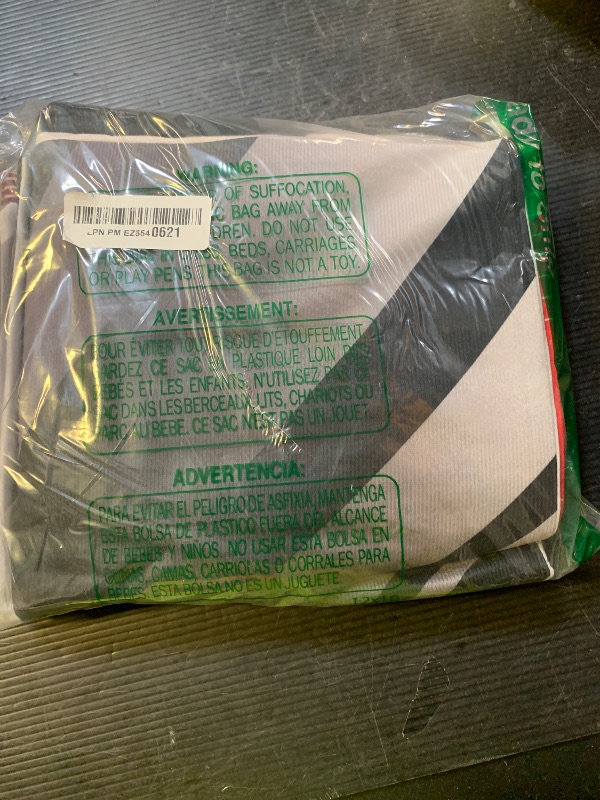 WARNING:
OF SUFFOCATION,
BAG AWAY FROM
DO NOT USE
BEDS, CARRIAGES
OR PLAY PENS. THIS BAG IS NOT A TOY.
LPN PM EZ5540621
AVERTISSEMENT:
POUR ÉVITER TOUT D'ÉTOUFFEMENT
GARDEZ CE SAC PLASTIQUE LOIN DES
BÉBÉS ET LES ENFANTS. N'UTILISEZ PAS CE
SAC DANS LES BERCEAUX, LITS, CHARIOTS OU
PARC AU BEBE. CE SAC N'EST PAS UN JOUET.
ADVERTENCIA:
PARA EVITAR EL PELIGRO DE ASFIXIA, MANTENGA
ESTA BOLSA DE PLASTICO FUERA DEL ALCANCE
DE BEBES Y NINOS. NO USAR ESTA BOLSA EN
CUNAS, CAMAS, CARRIOLAS O CORRALES PARA
BEBES. ESTA BOLSA NO ES UN JUGUETE.